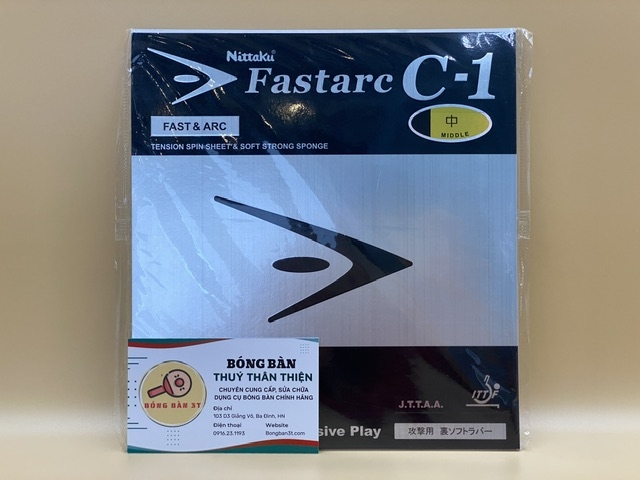 Nittaku
Fastarc C-1
FAST & ARC
中
MIDDLE
TENSION SPIN SHEET & SOFT STRONG SPONGE
BÓNG BÀN
THUÝ THÂN THIỆN
CHUYÊN CUNG CẤP, SỬA CHỮA
DỤNG CỤ BÓNG BÀN CHÍNH HÃNG
Địa chỉ
103 D3 Giảng Võ, Ba Đình, HN
Điện thoại Website
0916.23.1193 Bongban3t.com
BÓNG BÀN 3T
J.T.T.A.A.
ITTF
sive Play
攻撃用 裏ソフトラバー